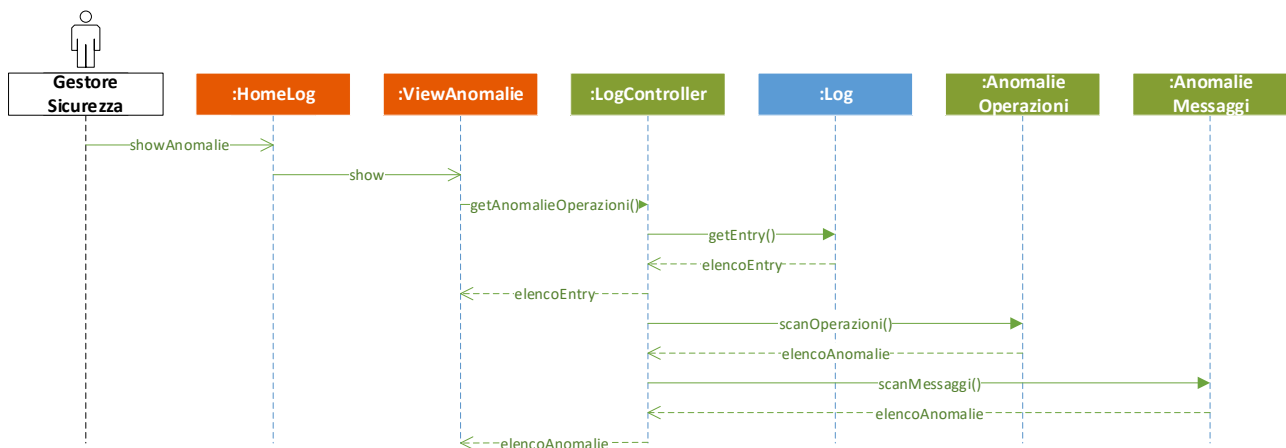 Gestore
Sicurezza
:HomeLog
:ViewAnomalie
:LogController
:Log
:Anomalie
Operazioni
:Anomalie
Messaggi
showAnomalie
show
getAnomalieOperazioni()
getEntry()
elencoEntry
elencoEntry
scanOperazioni()
elencoAnomalie
scanMessaggi()
elencoAnomalie
elencoAnomalie